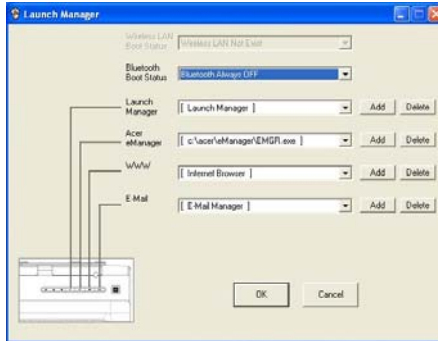 Launch Manager
Wireless LAN
Boot Status
Wireless LAN Not Exist
Bluetooth
Boot Status
Bluetooth Always OFF
Launch
Manager
[ Launch Manager ]
Add
Delete
Acer
eManager
[ c:\acer\eManager\EMGR.exe ]
Add
Delete
WWW
[ Internet Browser ]
Add
Delete
E-Mail
[ E-Mail Manager ]
Add
Delete
OK
Cancel